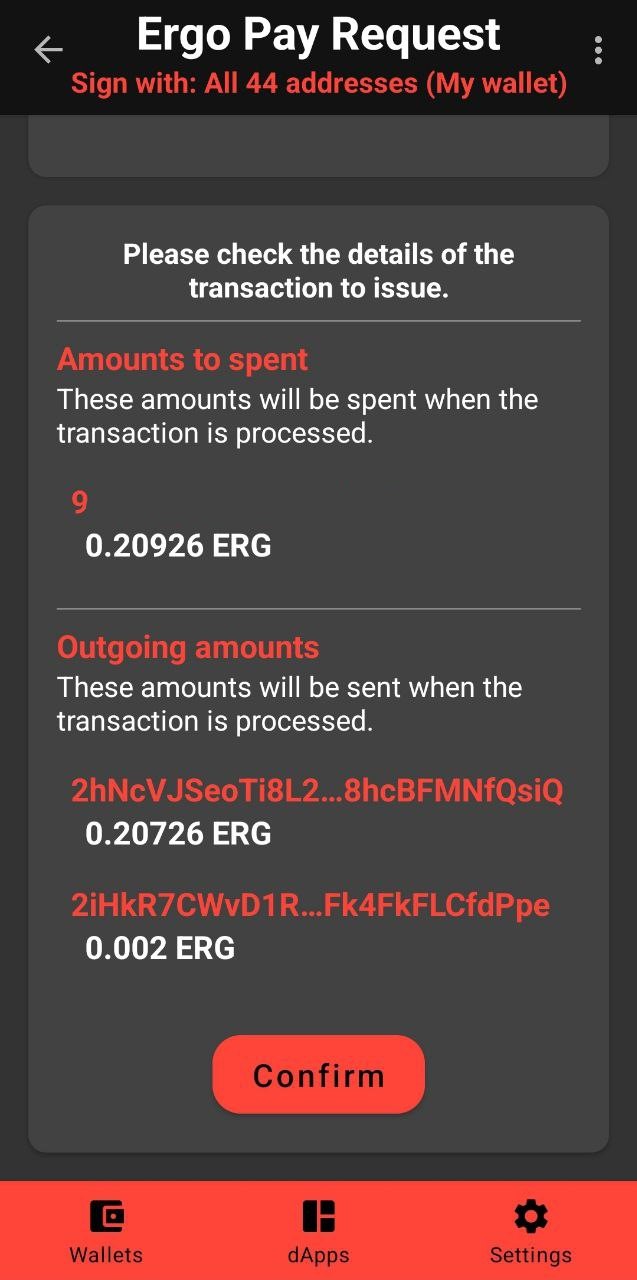 Ergo Pay Request
Sign with: All 44 addresses (My wallet)
Please check the details of the
transaction to issue.
Amounts to spent
These amounts will be spent when the
transaction is processed.
9
0.20926 ERG
Outgoing amounts
These amounts will be sent when the
transaction is processed.
2hNcVJSeoTi8L2...8hcBFMNfQsiQ
0.20726 ERG
2iHkR7CWvD1R...Fk4FkFLCfdPpe
0.002 ERG
Confirm
Wallets
dApps
Settings